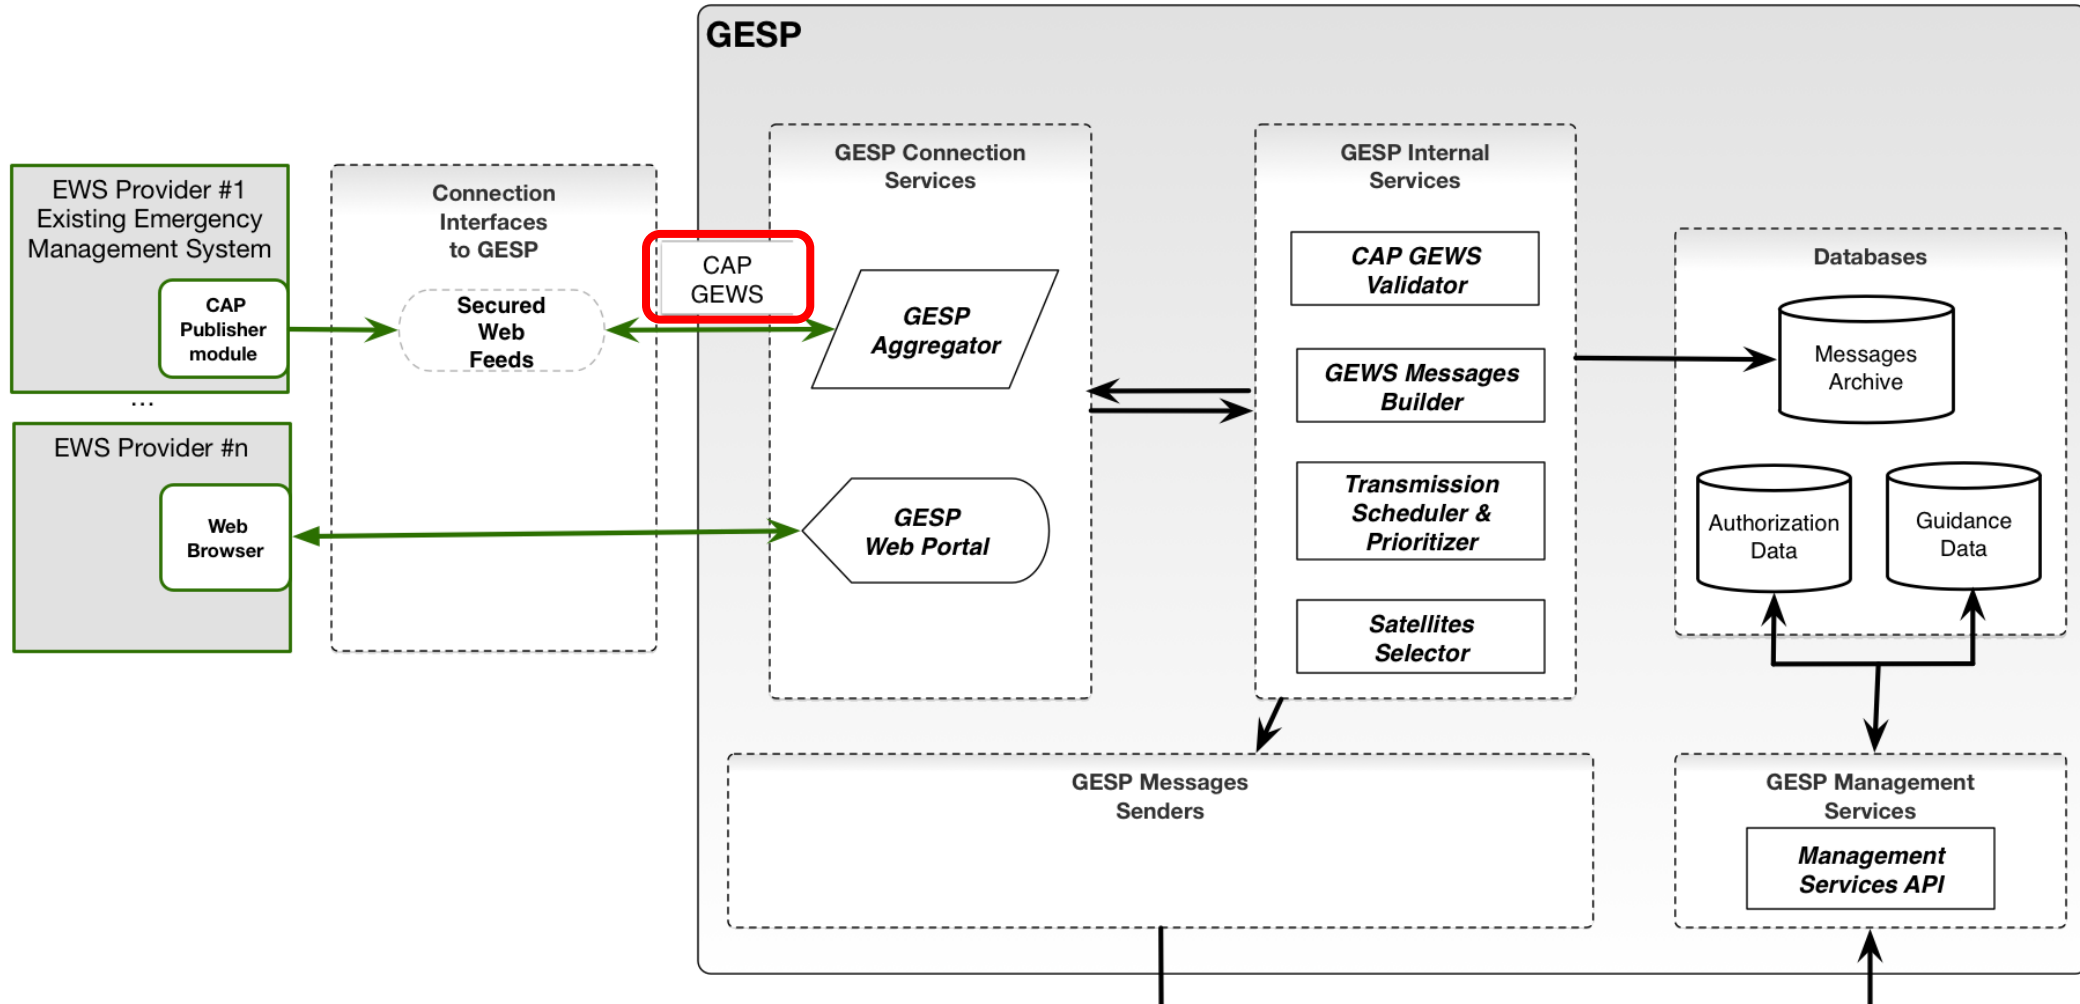 GESP
EWS Provider #1
Existing Emergency
Management System
CAP
Publisher
module
...
EWS Provider #n
Web
Browser
Connection
Interfaces
to GESP
Secured
Web
Feeds
CAP
GEWS
GESP Connection
Services
GESP
Aggregator
GESP
Web Portal
GESP Internal
Services
CAP GEWS
Validator
GEWS Messages
Builder
Transmission
Scheduler &
Prioritizer
Satellites
Selector
Databases
Messages
Archive
Authorization
Data
Guidance
Data
GESP Messages
Senders
GESP Management
Services
Management
Services API